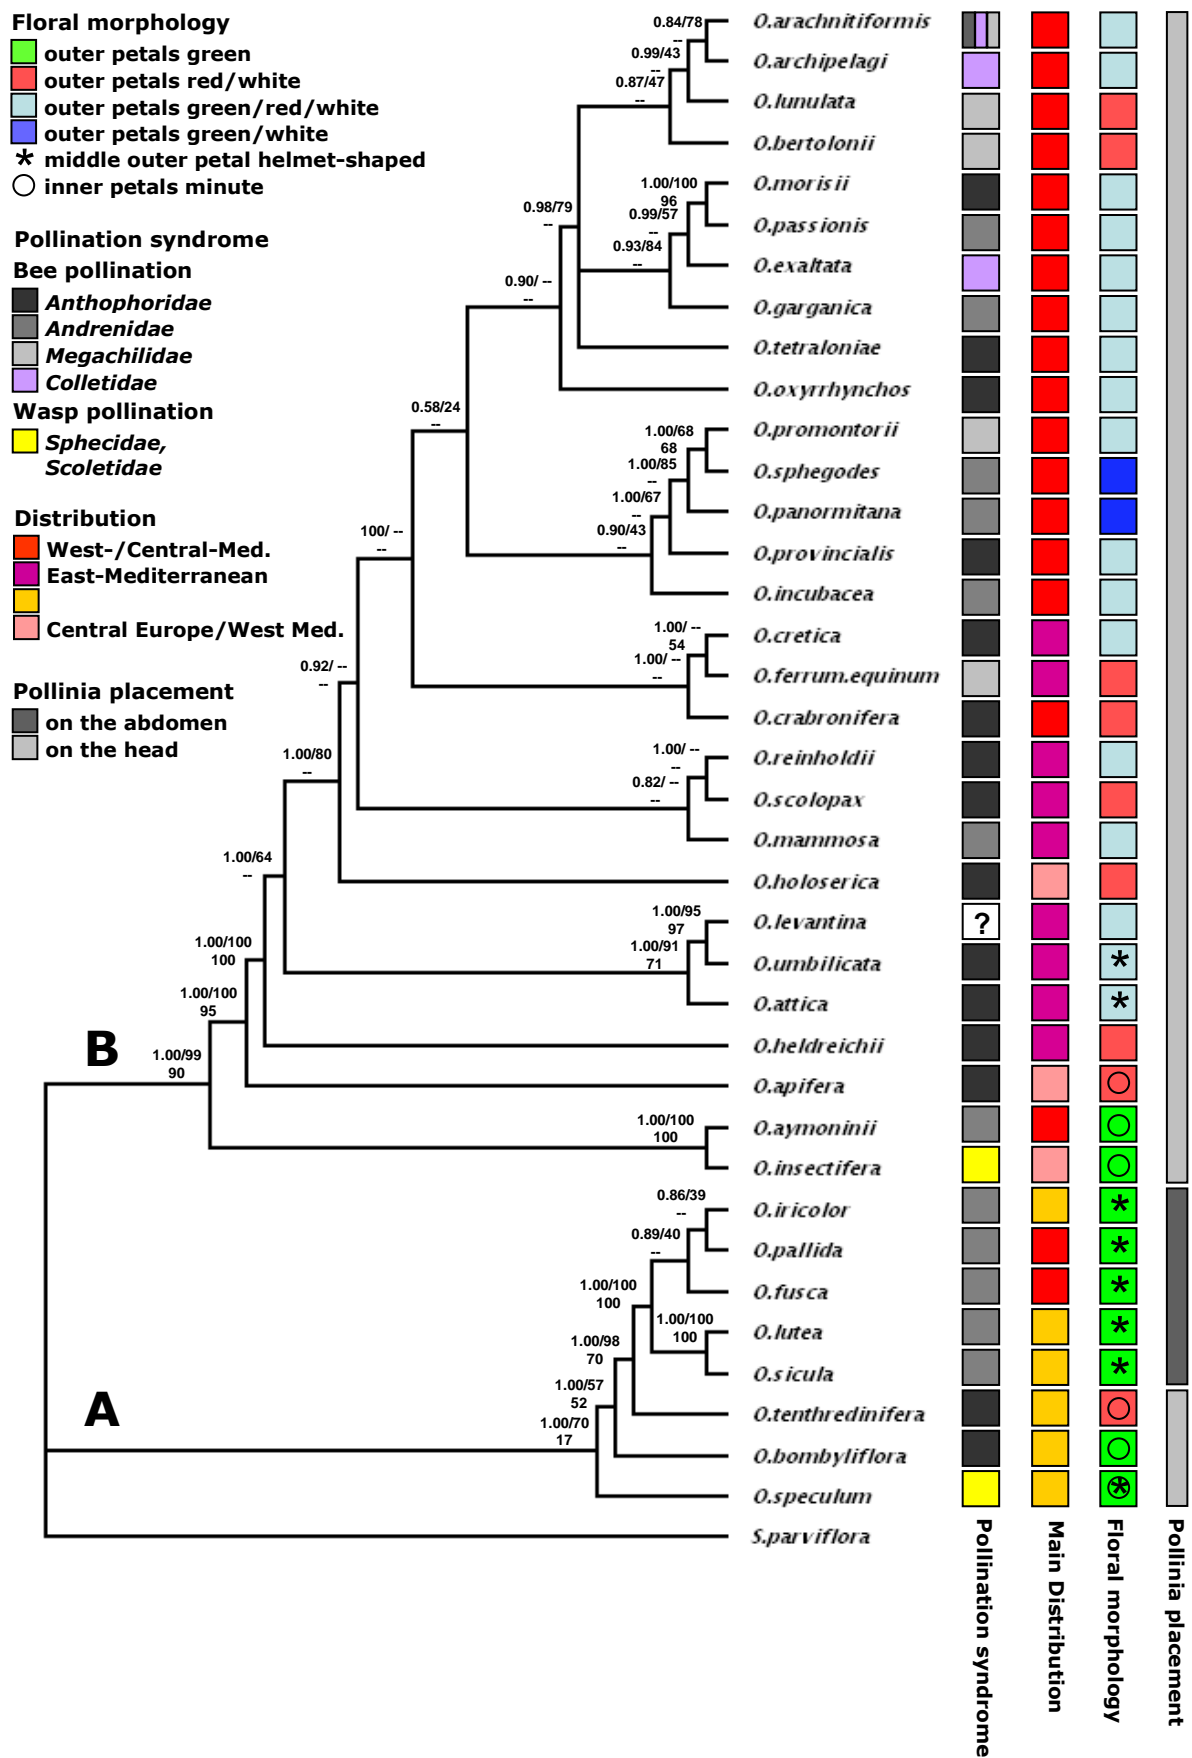 Floral morphology
outer petals green
outer petals red/white
outer petals green/red/white
outer petals green/white
* middle outer petal helmet-shaped
inner petals minute
Pollination syndrome
Bee pollination
Anthophoridae
Andrenidae
Megachilidae
Colletidae
Wasp pollination
Sphecidae,
Scoletidae
Distribution
West-/Central-Med.
East-Mediterranean
Central Europe/West Med.
Pollinia placement
on the abdomen
on the head
0.84/78
--
0.99/43
--
0.87/47
--
1.00/100
96
0.99/57
--
0.93/84
--
0.98/79
--
0.90/ --
--
0.58/24
--
1.00/68
68
1.00/85
--
1.00/67
--
0.90/43
--
100/ --
--
1.00/ --
54
1.00/ --
--
0.92/ --
--
1.00/ --
--
0.82/ --
--
1.00/80
--
1.00/64
--
1.00/95
97
1.00/91
71
1.00/100
100
1.00/100
95
B
1.00/99
90
1.00/100
100
0.86/39
--
0.89/40
--
1.00/100
100
1.00/100
100
1.00/98
70
1.00/57
52
A
1.00/70
17
O.arachnitiformis
O.archipelagi
O.lunulata
O.bertolonii
O.morisii
O.passionis
O.exaltata
O.garganica
O.tetraloniae
O.oxyrrhynchos
O.promontorii
O.sphegodes
O.panormitana
O.provincialis
O.incubacea
O.cretica
O.ferrum.equinum
O.crabronifera
O.reinholdii
O.scolopax
O.mammosa
O.holoserica
O.levantina
?
O.umbilicata
*
O.attica
*
O.heldreichii
O.apifera
O.aymoninii
O.insectifera
O.iricolor
*
O.pallida
*
O.fusca
*
O.lutea
*
O.sicula
*
O.tenthredinifera
O.bombyliflora
O.speculum
*
S.parviflora
Pollination syndrome
Main Distribution
Floral morphology
Pollinia placement